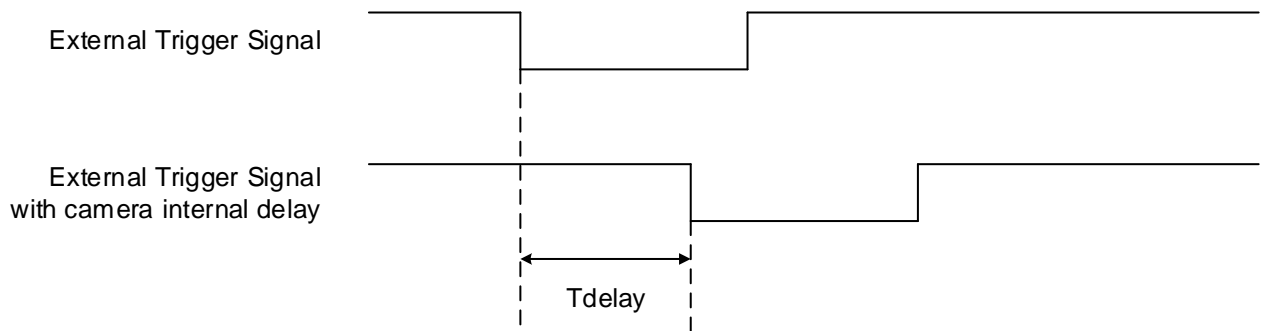 External Trigger Signal
External Trigger Signal
with camera internal delay
Tdelay